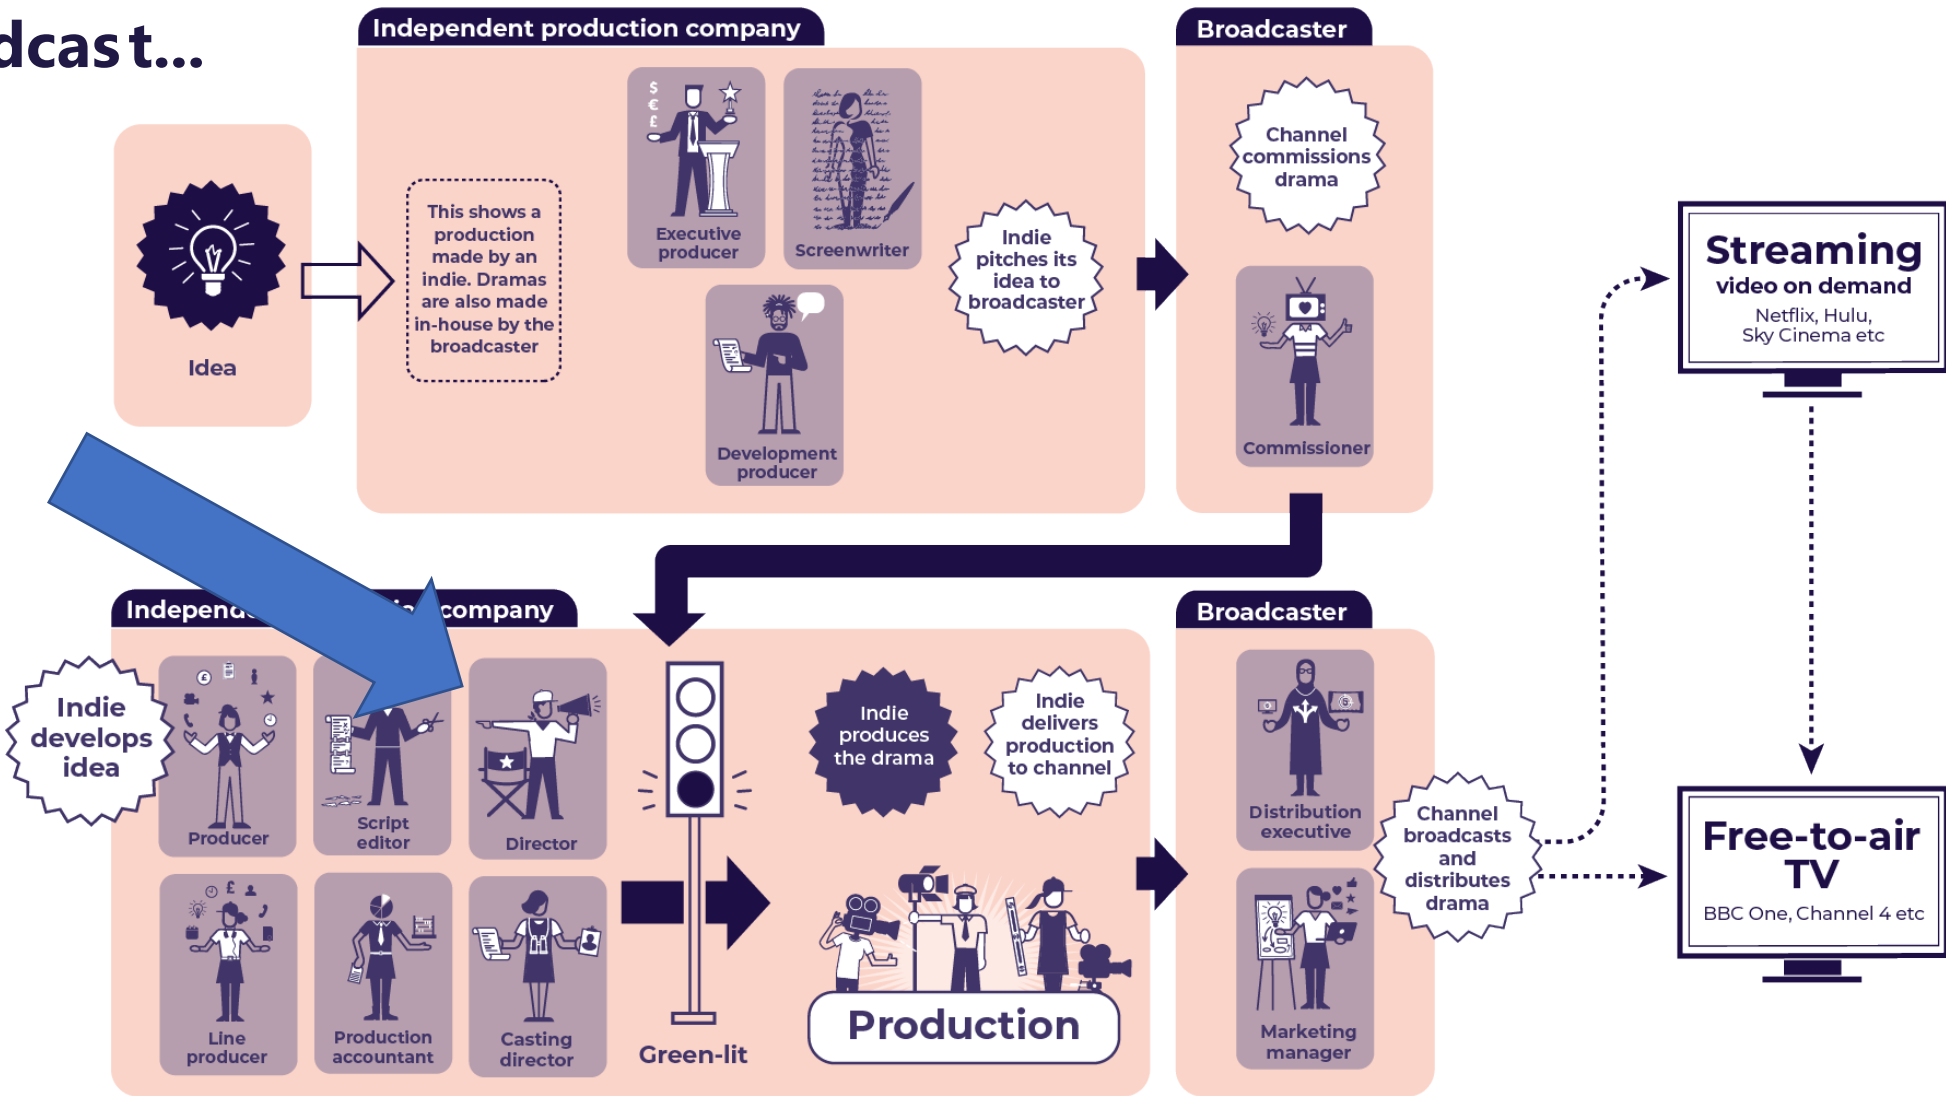 dcast...
Independent production company
Broadcaster
Idea
This shows a
production
made by an
indie. Dramas
are also made
in-house by the
broadcaster
$
€
£
Executive
producer
Screenwriter
Development
producer
Indie
pitches its
idea to
broadcaster
Channel
commissions
drama
Commissioner
Streaming
video on demand
Netflix, Hulu,
Sky Cinema etc
company
Indie
develops
idea
£
Producer
Script
editor
Director
£
Line
producer
Production
accountant
Casting
director
Green-lit
Indie
produces
the drama
Indie
delivers
production
to channel
Production
Broadcaster
Distribution
executive
Marketing
manager
Channel
broadcasts
and
distributes
drama
Free-to-air
TV
BBC One, Channel 4 etc